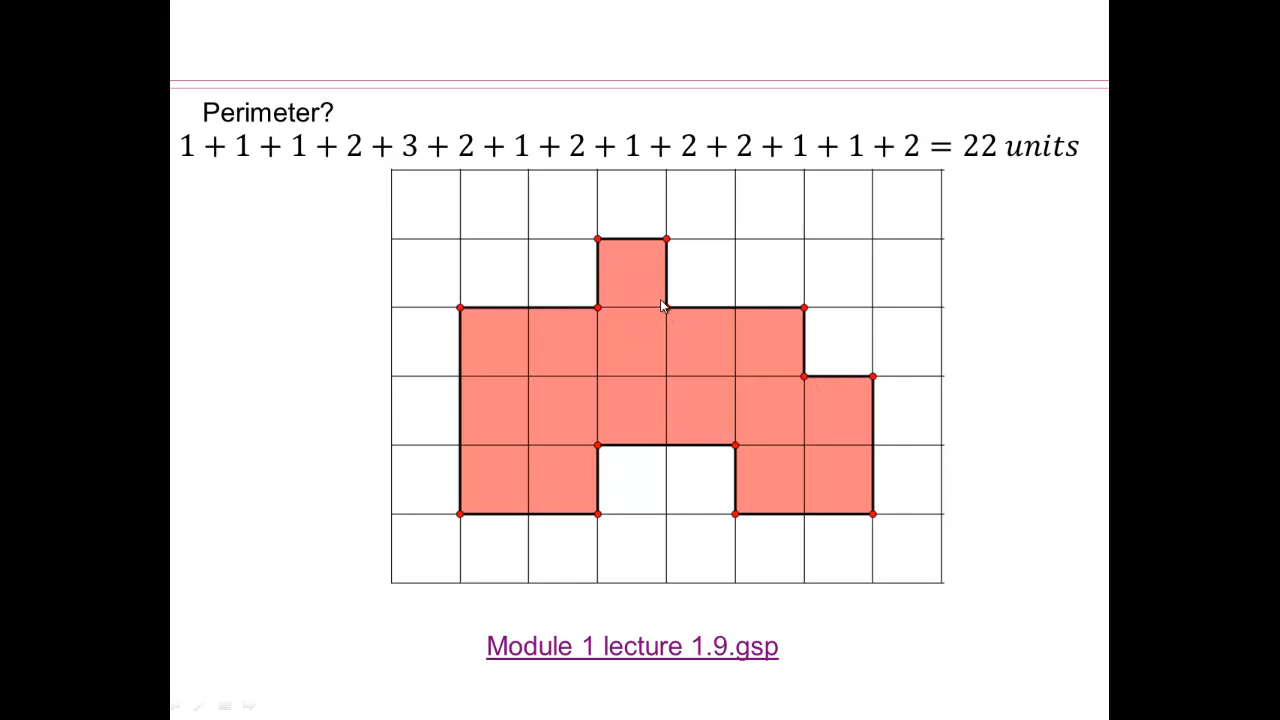 Perimeter?
1 + 1 + 1 + 2 + 3 + 2 + 1 + 2 + 1 + 2 + 2 + 1 + 1 + 2 = 22 units
Module 1 lecture 1.9.gsp